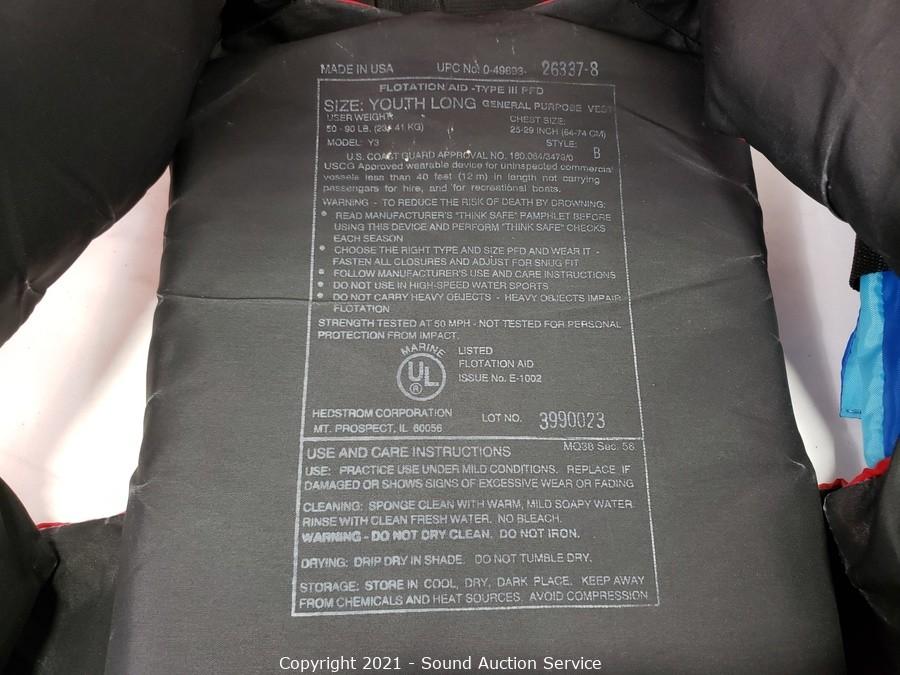 MADE IN USA UPC No. 0-49893- 26337-8
FLOTATION AID -TYPE III PFD
SIZE: YOUTH LONG GENERAL PURPOSE VEST
USER WEIGHT: CHEST SIZE:
50 - 90 LB. (23- 41 KG) 25-29 INCH (64-74 CM)
MODEL: Y3 STYLE: B
U.S. COAST GUARD APPROVAL NO. 160.064/3479/0
USCG Approved wearable device for uninspected commercial
vessels less than 40 feet (12 m) in length not carrying
passengers for hire, and for recreational boats.
WARNING - TO REDUCE THE RISK OF DEATH BY DROWNING:
• READ MANUFACTURER'S "THINK SAFE" PAMPHLET BEFORE
USING THIS DEVICE AND PERFORM "THINK SAFE" CHECKS
EACH SEASON
• CHOOSE THE RIGHT TYPE AND SIZE PFD AND WEAR IT -
FASTEN ALL CLOSURES AND ADJUST FOR SNUG FIT
• FOLLOW MANUFACTURER'S USE AND CARE INSTRUCTIONS
• DO NOT USE IN HIGH-SPEED WATER SPORTS
• DO NOT CARRY HEAVY OBJECTS - HEAVY OBJECTS IMPAIR
FLOTATION
STRENGTH TESTED AT 50 MPH - NOT TESTED FOR PERSONAL
PROTECTION FROM IMPACT.
MARINE
UL ®
LISTED
FLOTATION AID
ISSUE No. E-1002
HEDSTROM CORPORATION LOT NO. 3990023
MT. PROSPECT, IL 60056
MQ38 Sec. 58
USE AND CARE INSTRUCTIONS
USE: PRACTICE USE UNDER MILD CONDITIONS. REPLACE IF
DAMAGED OR SHOWS SIGNS OF EXCESSIVE WEAR OR FADING
CLEANING: SPONGE CLEAN WITH WARM, MILD SOAPY WATER
RINSE WITH CLEAN FRESH WATER. NO BLEACH.
WARNING - DO NOT DRY CLEAN. DO NOT IRON.
DRYING: DRIP DRY IN SHADE. DO NOT TUMBLE DRY.
STORAGE: STORE IN COOL, DRY, DARK PLACE. KEEP AWAY
FROM CHEMICALS AND HEAT SOURCES. AVOID COMPRESSION
Copyright 2021 - Sound Auction Service